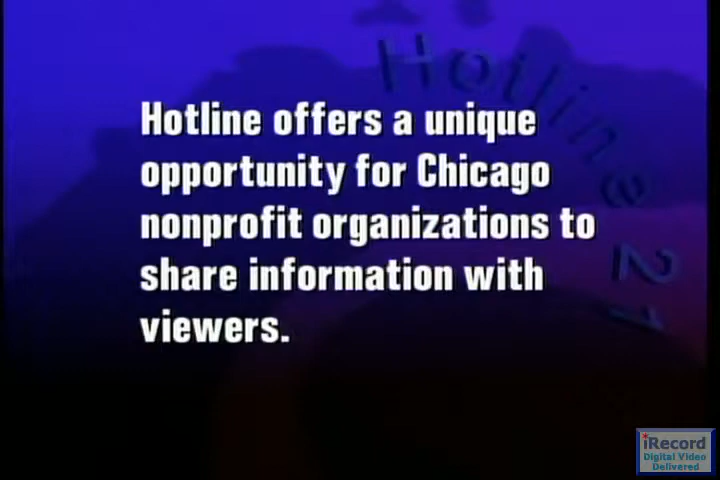 Hotline 21
Hotline offers a unique
opportunity for Chicago
nonprofit organizations to
share information with
viewers.
iRecord
Digital Video
Delivered